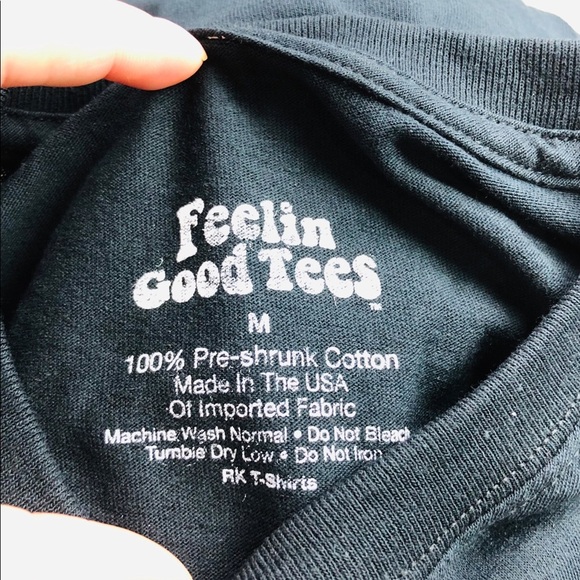 Feelin
Good Tees™
M
100% Pre-shrunk Cotton
Made In The USA
Of Imported Fabric
Machine Wash Normal • Do Not Bleach
Tumble Dry Low • Do Not Iron
RK T-Shirts